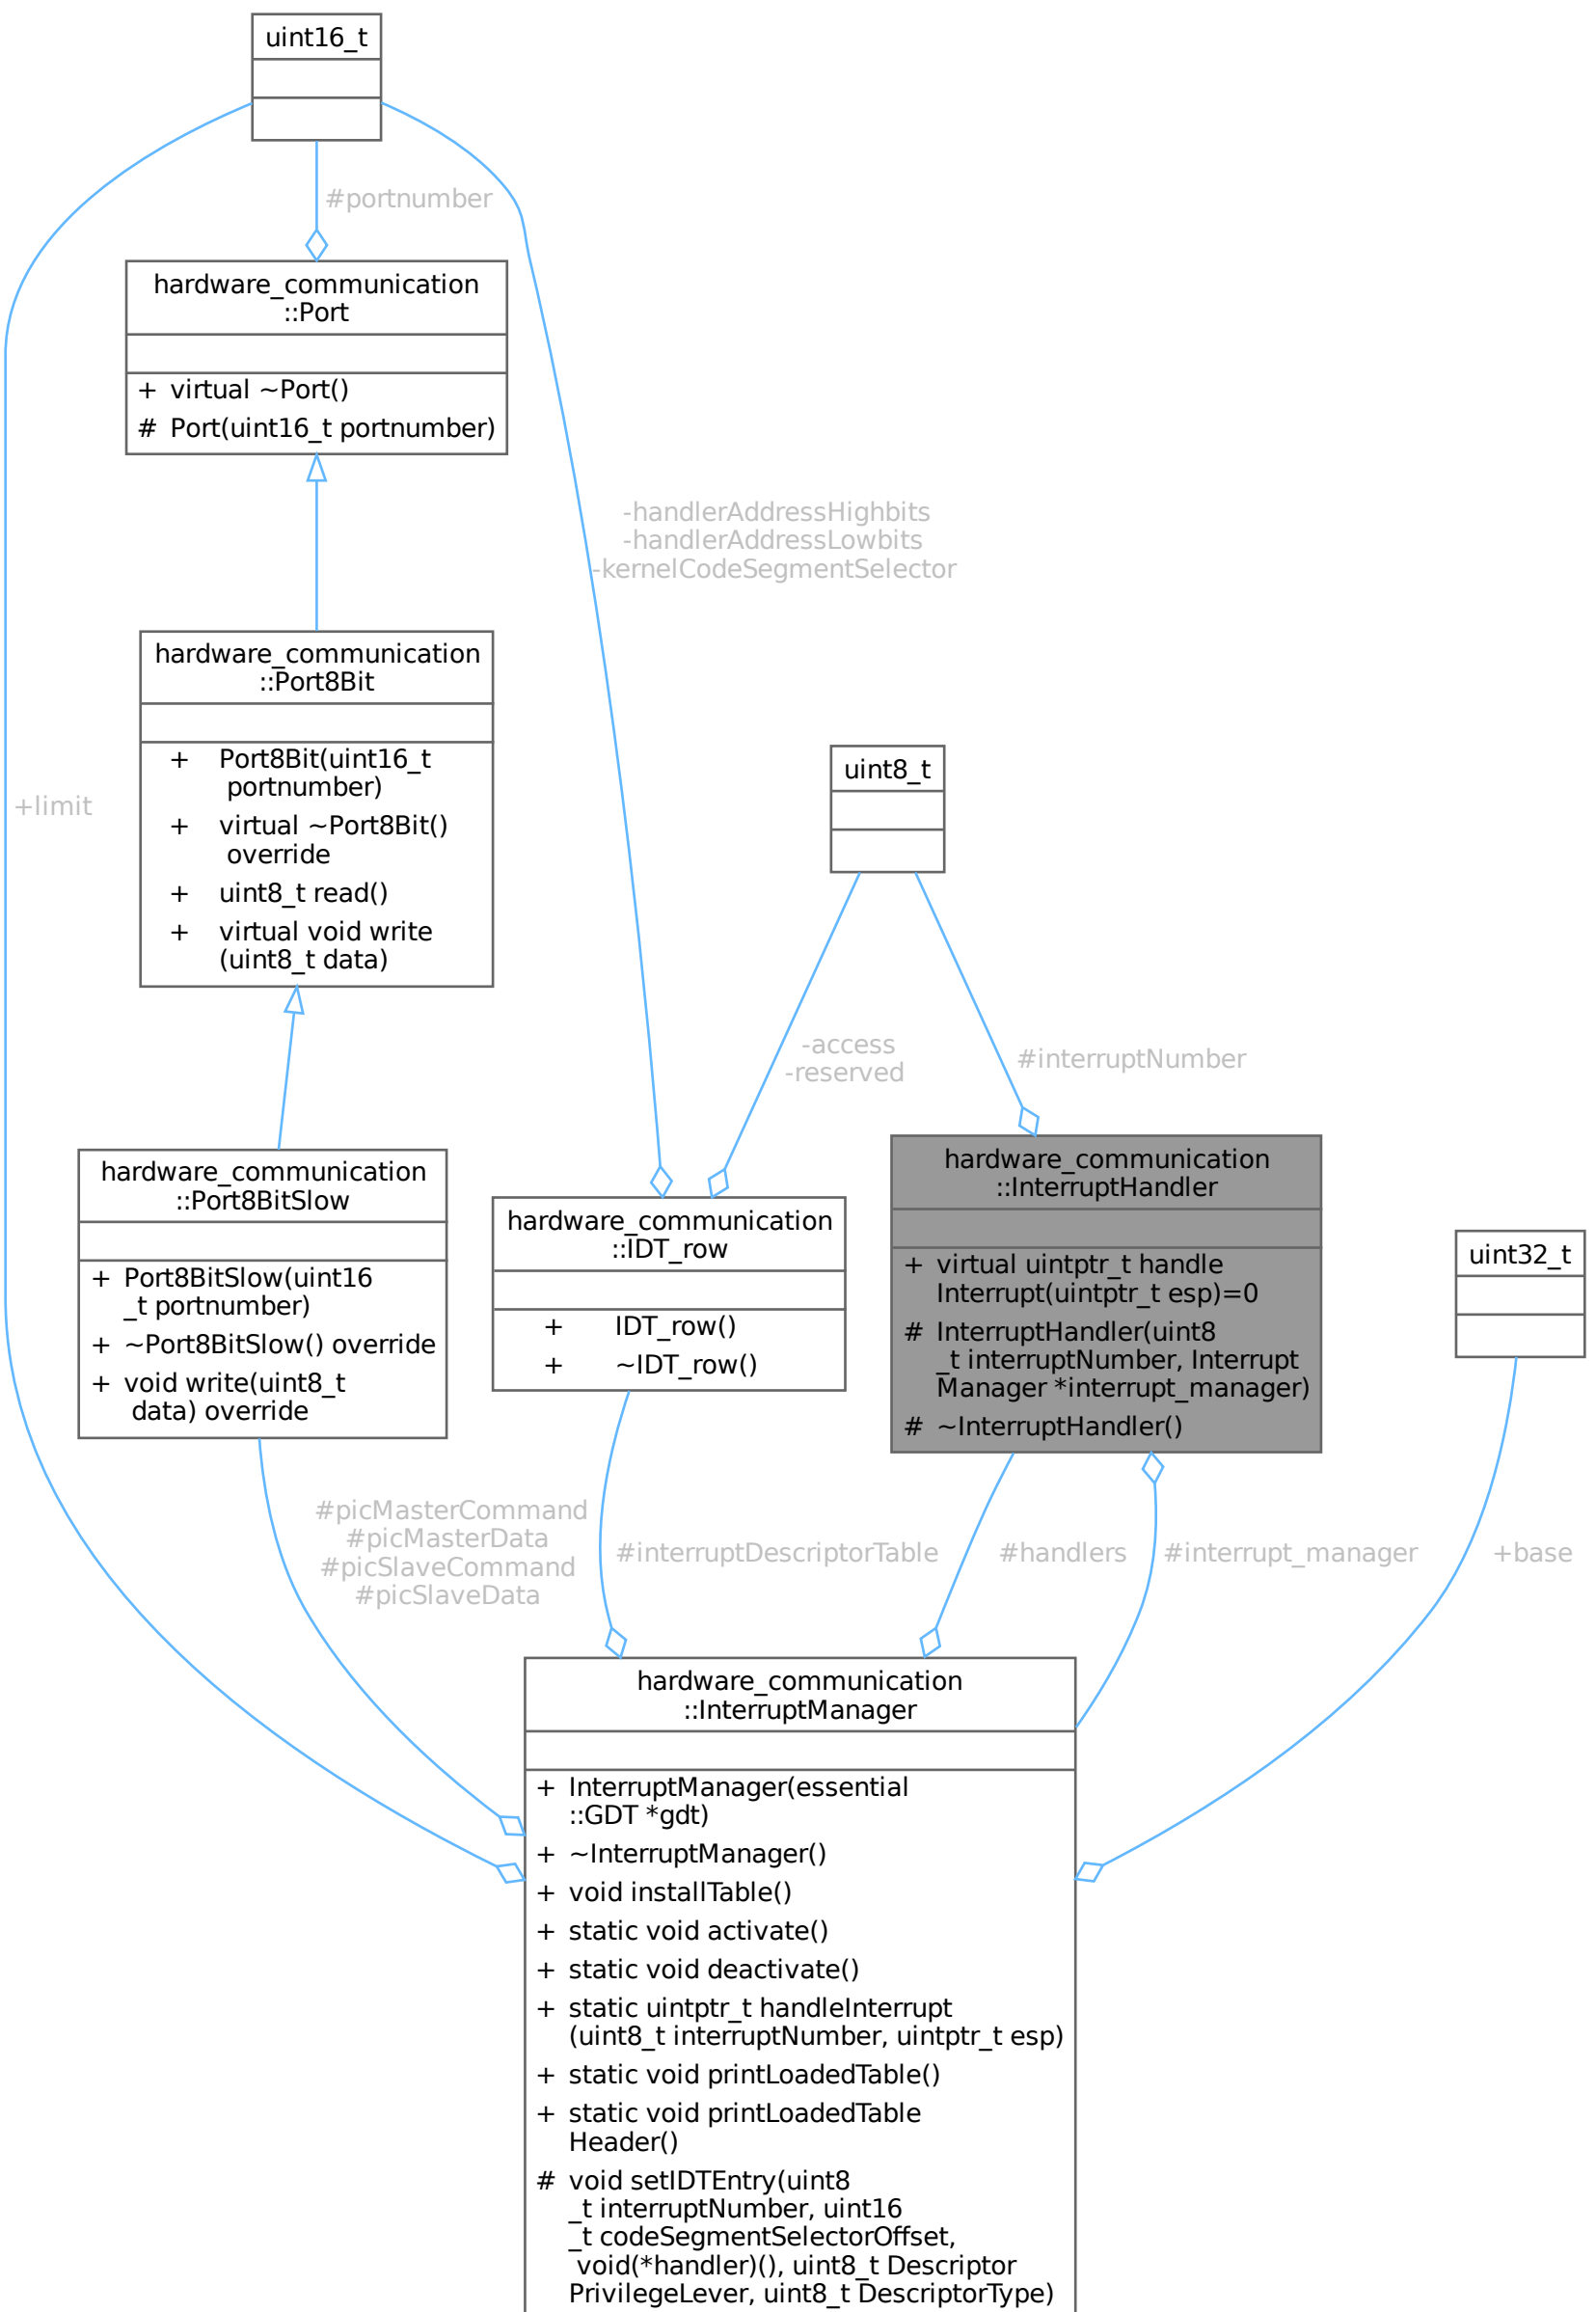 uint16_t
#portnumber
hardware_communication
::Port
+ virtual ~Port()
# Port(uint16_t portnumber)
-handlerAddressHighbits
-handlerAddressLowbits
-kernelCodeSegmentSelector
hardware_communication
::Port8Bit
+ Port8Bit(uint16_t
portnumber)
+ virtual ~Port8Bit()
override
+ uint8_t read()
+ virtual void write
(uint8_t data)
+limit
uint8_t
-access
-reserved
#interruptNumber
hardware_communication
::Port8BitSlow
+ Port8BitSlow(uint16
_t portnumber)
+ ~Port8BitSlow() override
+ void write(uint8_t
data) override
hardware_communication
::IDT_row
+ IDT_row()
+ ~IDT_row()
hardware_communication
::InterruptHandler
+ virtual uintptr_t handle
Interrupt(uintptr_t esp)=0
# InterruptHandler(uint8
_t interruptNumber, Interrupt
Manager *interrupt_manager)
# ~InterruptHandler()
uint32_t
#picMasterCommand
#picMasterData
#picSlaveCommand
#picSlaveData
#interruptDescriptorTable
#handlers
#interrupt_manager
+base
hardware_communication
::InterruptManager
+ InterruptManager(essential
::GDT *gdt)
+ ~InterruptManager()
+ void installTable()
+ static void activate()
+ static void deactivate()
+ static uintptr_t handleInterrupt
(uint8_t interruptNumber, uintptr_t esp)
+ static void printLoadedTable()
+ static void printLoadedTable
Header()
# void setIDTEntry(uint8
_t interruptNumber, uint16
_t codeSegmentSelectorOffset,
void(*handler)(), uint8_t Descriptor
PrivilegeLever, uint8_t DescriptorType)